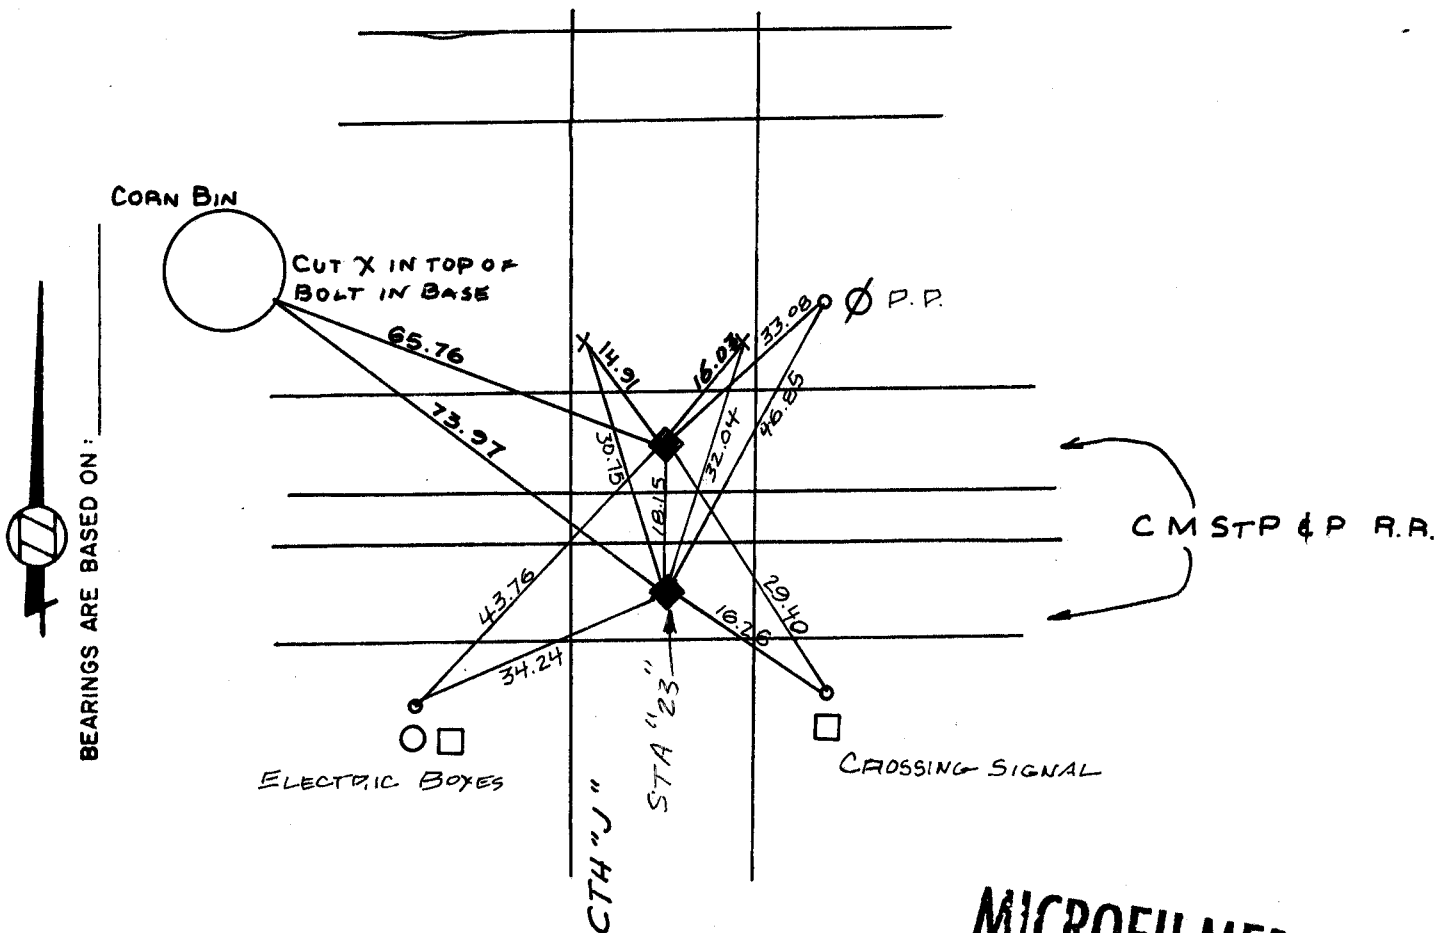 CORN BIN
CUT X IN TOP OF
BOLT IN BASE
P.P.
65.76
14.91
16.03
33.08
73.97
30.75
32.04
46.85
18.15
BEARINGS ARE BASED ON:
C M STP & P R.R.
43.76
29.40
16.26
34.24
STA "23"
ELECTRIC BOXES
CROSSING SIGNAL
CTH "J"
MICROFILMED